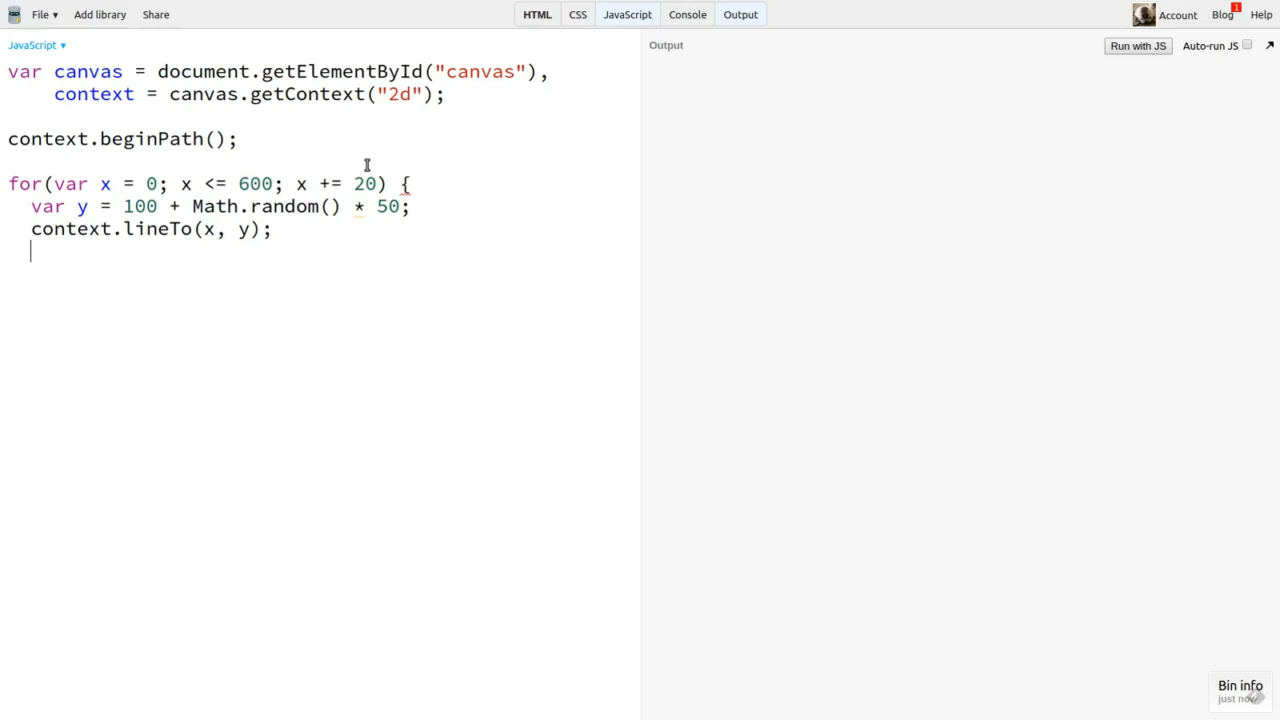 File ▾ Add library Share HTML CSS JavaScript Console Output Account Blog 1 Help
JavaScript ▾ Output Run with JS Auto-run JS
var canvas = document.getElementById("canvas"),
    context = canvas.getContext("2d");
context.beginPath();
for(var x = 0; x <= 600; x += 20) {
  var y = 100 + Math.random() * 50;
  context.lineTo(x, y);
Bin info
just now